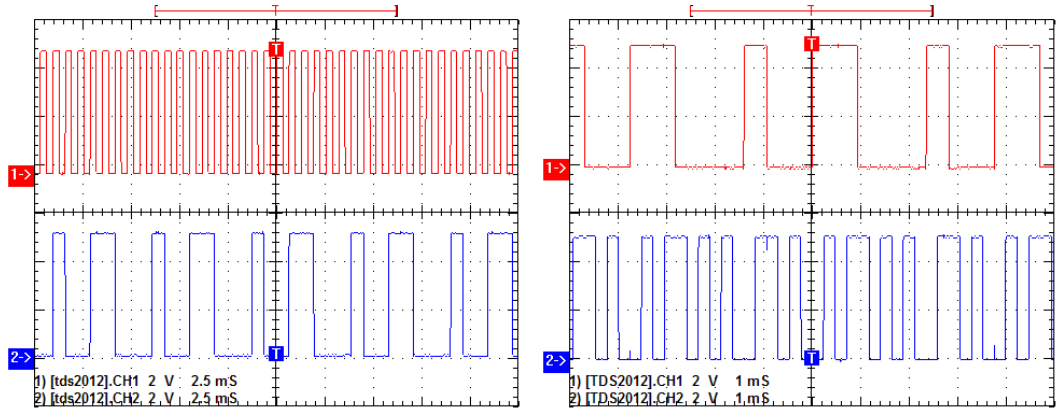 T
T
T
T
1->
1->
2->
T
2->
T
1) [tds2012].CH1 2 V 2.5 mS
2) [tds2012].CH2 2 V 2.5 mS
1) [TDS2012].CH1 2 V 1 mS
2) [TDS2012].CH2 2 V 1 mS